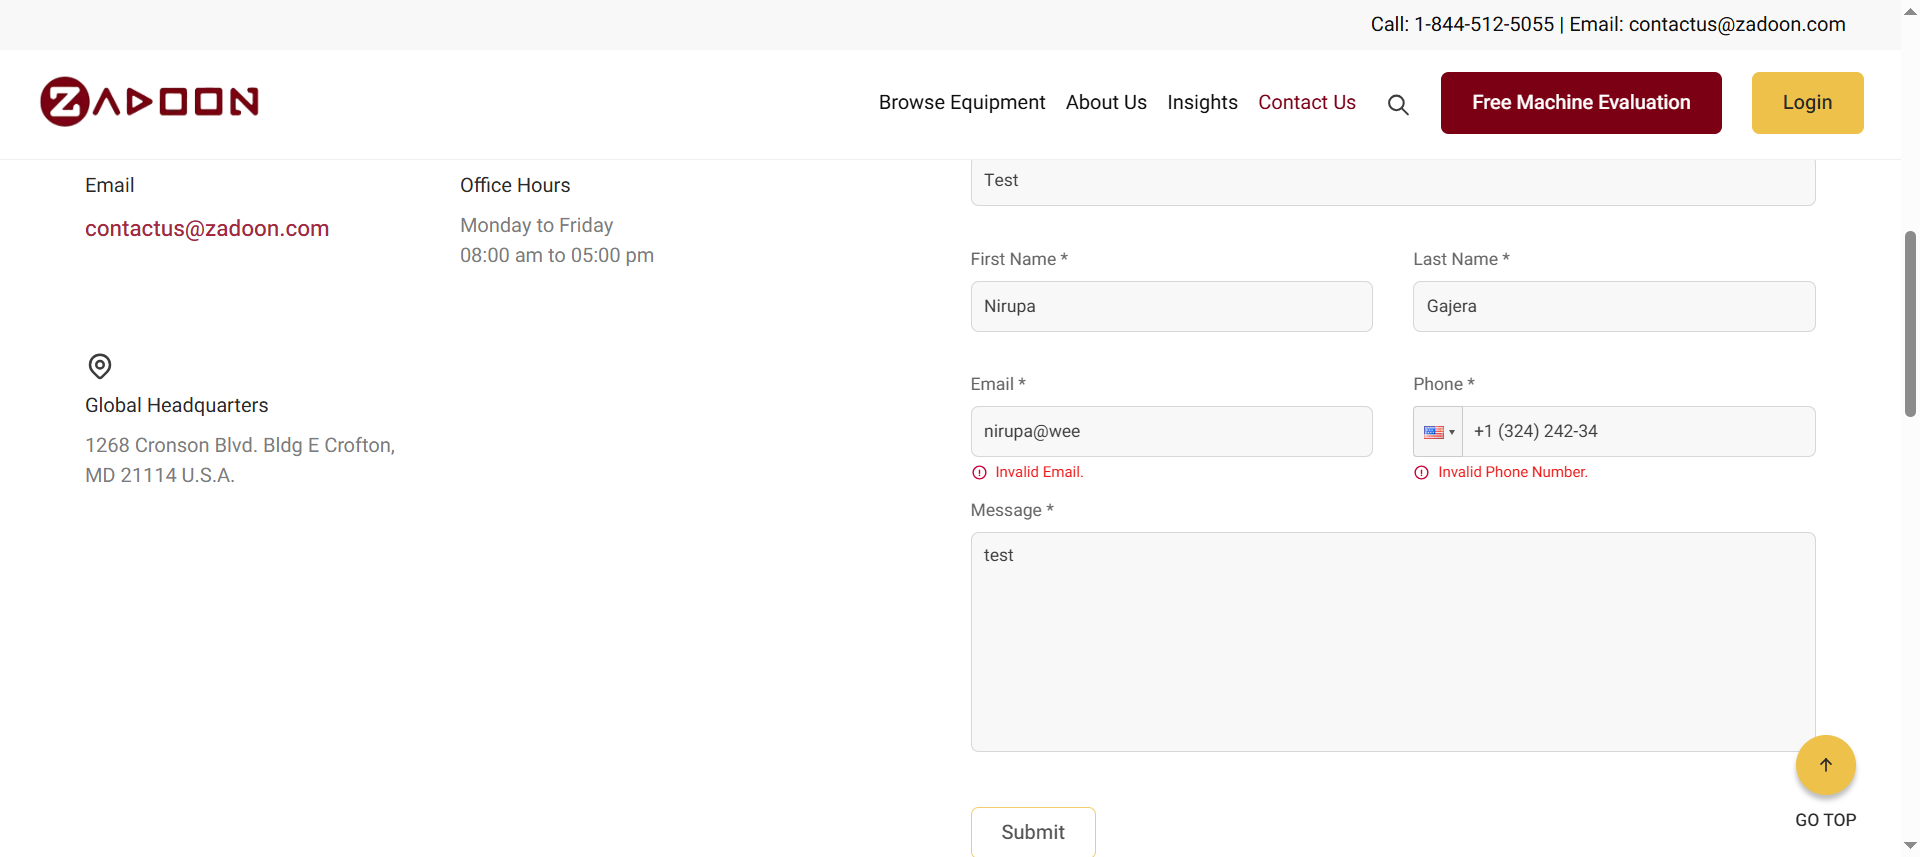 Call: 1-844-512-5055 | Email: contactus@zadoon.com
ZADOON
Browse Equipment
About Us
Insights
Contact Us
Free Machine Evaluation
Login
Email
contactus@zadoon.com
Office Hours
Monday to Friday
08:00 am to 05:00 pm
Global Headquarters
1268 Cronson Blvd. Bldg E Crofton,
MD 21114 U.S.A.
Test
First Name *
Nirupa
Last Name *
Gajera
Email *
nirupa@wee
Invalid Email.
Phone *
+1 (324) 242-34
Invalid Phone Number.
Message *
test
Submit
GO TOP